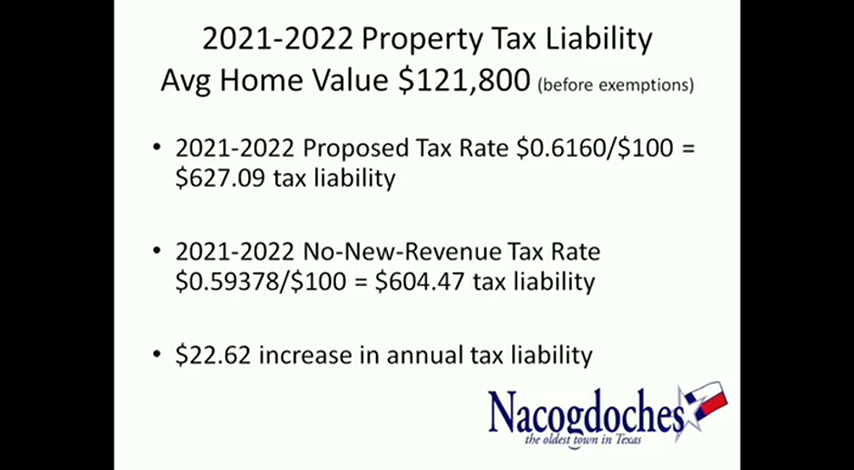 2021-2022 Property Tax Liability
Avg Home Value $121,800 (before exemptions)
• 2021-2022 Proposed Tax Rate $0.6160/$100 =
$627.09 tax liability
• 2021-2022 No-New-Revenue Tax Rate
$0.59378/$100 = $604.47 tax liability
• $22.62 increase in annual tax liability
Nacogdoches
the oldest town in Texas